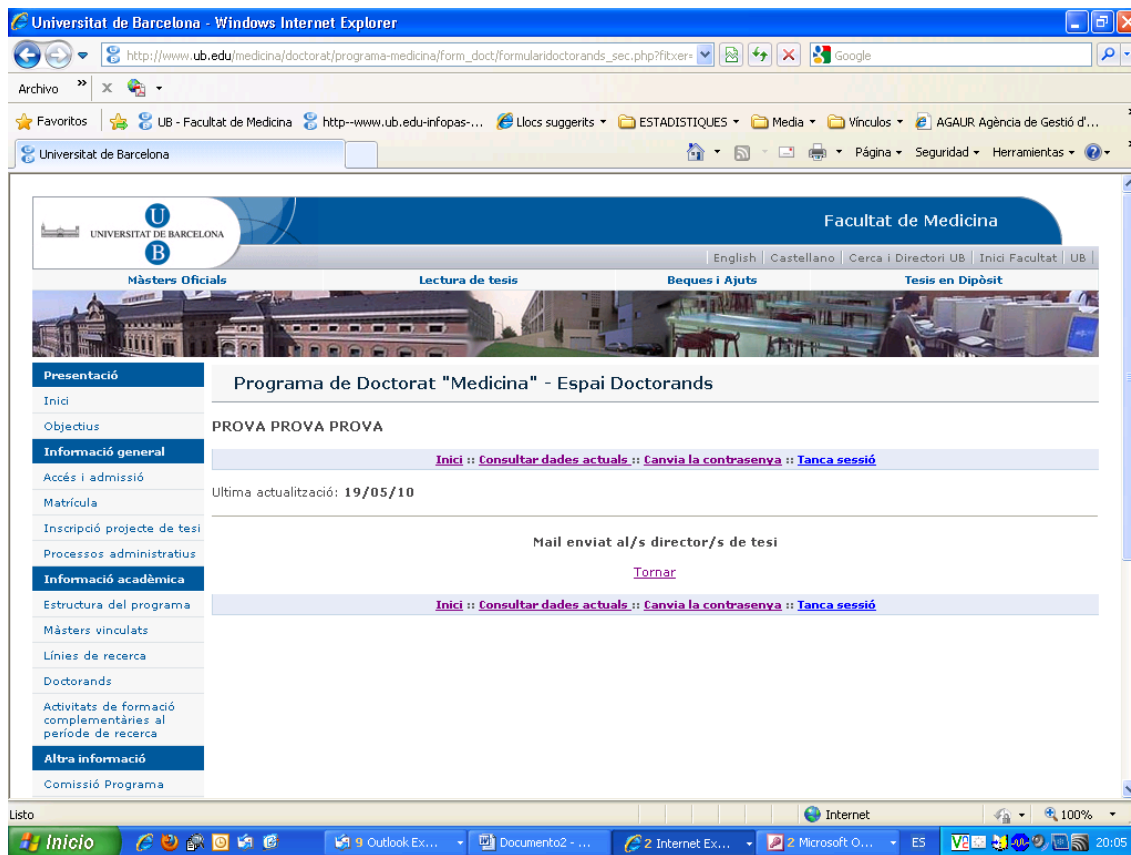 Universitat de Barcelona - Windows Internet Explorer
http://www.ub.edu/medicina/doctorat/programa-medicina/form_doct/formularidoctorands_sec.php?fitxer=
Google
Archivo » x
Favoritos UB - Facultat de Medicina http--www.ub.edu-infopas-... Llocs suggerits ESTADISTIQUES Media Vínculos AGAUR Agència de Gestió d'...
Universitat de Barcelona Página Seguridad Herramientas
UNIVERSITAT DE BARCELONA
U
B
Facultat de Medicina
English | Castellano | Cerca i Directori UB | Inici Facultat | UB |
Màsters Oficials Lectura de tesis Beques i Ajuts Tesis en Dipòsit
Presentació
Inici
Objectius
Informació general
Accés i admissió
Matrícula
Inscripció projecte de tesi
Processos administratius
Informació acadèmica
Estructura del programa
Màsters vinculats
Línies de recerca
Doctorands
Activitats de formació
complementàries al
període de recerca
Altra informació
Comissió Programa
Programa de Doctorat "Medicina" - Espai Doctorands
PROVA PROVA PROVA
Inici :: Consultar dades actuals :: Canvia la contrasenya :: Tanca sessió
Ultima actualització: 19/05/10
Mail enviat al/s director/s de tesi
Tornar
Inici :: Consultar dades actuals :: Canvia la contrasenya :: Tanca sessió
Listo Internet 100%
Inicio 9 Outlook Ex... Documento2 - ... 2 Internet Ex... 2 Microsoft O... ES 20:05